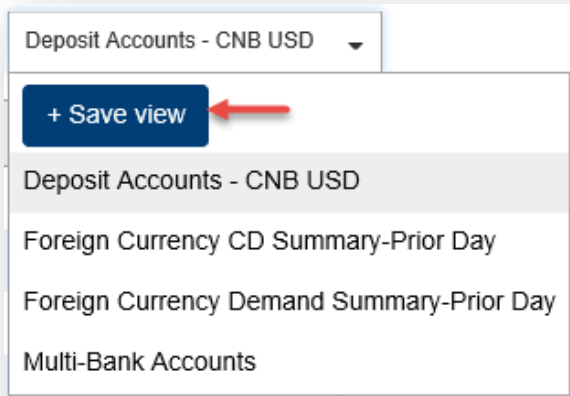 Deposit Accounts - CNB USD
+ Save view
Deposit Accounts - CNB USD
Foreign Currency CD Summary-Prior Day
Foreign Currency Demand Summary-Prior Day
Multi-Bank Accounts